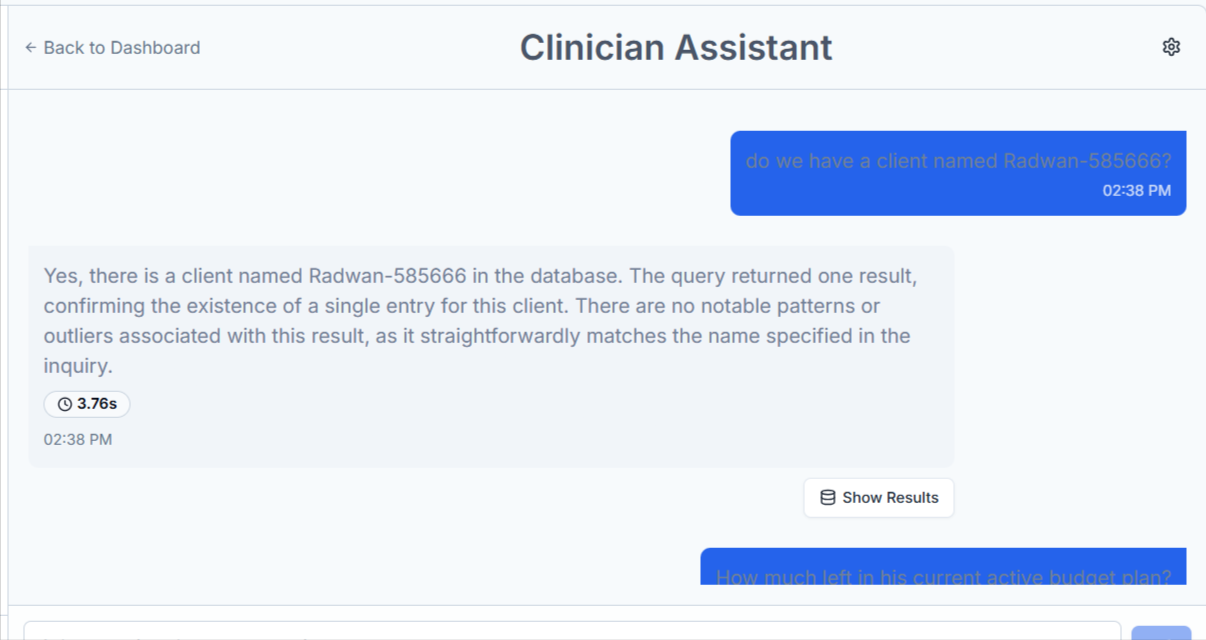 ← Back to Dashboard
Clinician Assistant
do we have a client named Radwan-585666?
02:38 PM
Yes, there is a client named Radwan-585666 in the database. The query returned one result,
confirming the existence of a single entry for this client. There are no notable patterns or
outliers associated with this result, as it straightforwardly matches the name specified in the
inquiry.
3.76s
02:38 PM
Show Results
How much left in his current active budget plan?